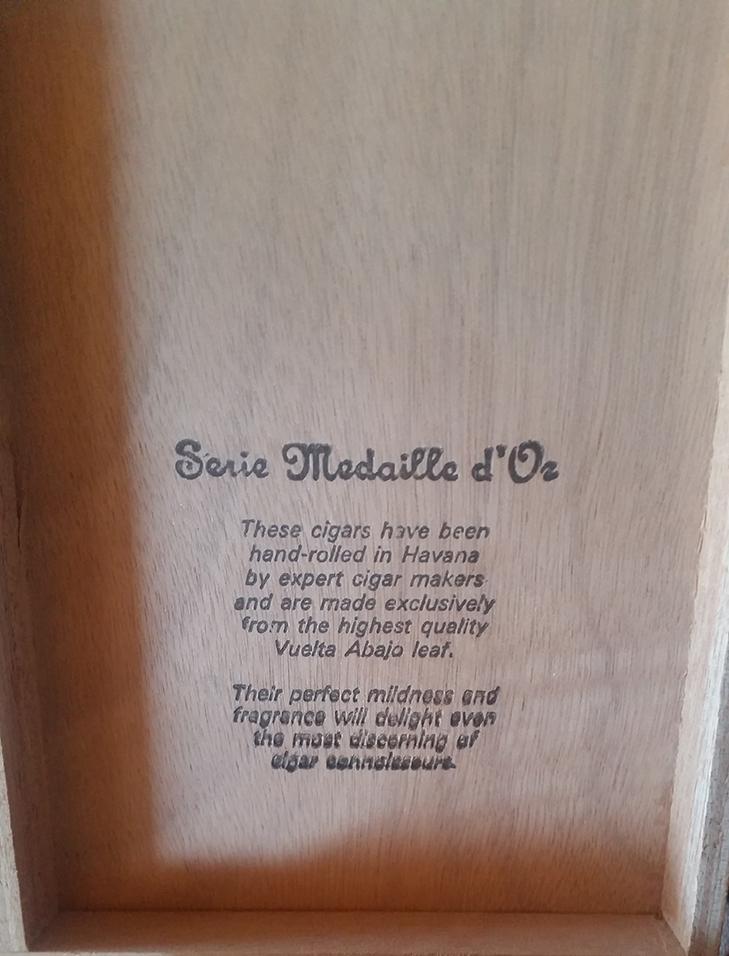 Serie Medaille d'Or
These cigars have been
hand-rolled in Havana
by expert cigar makers
and are made exclusively
from the highest quality
Vuelta Abajo leaf.
Their perfect mildness and
fragrance will delight even
the most discerning of
cigar connoisseurs.